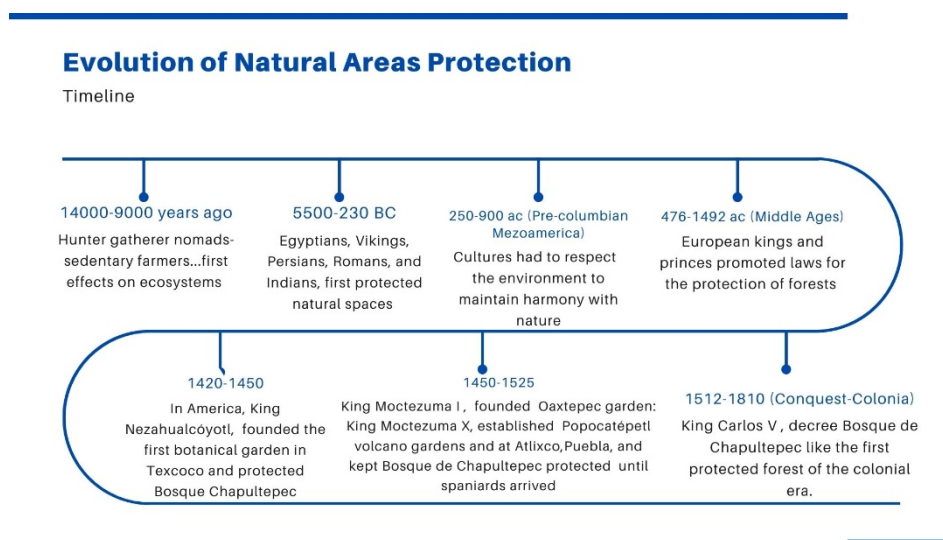 Evolution of Natural Areas Protection
Timeline
14000-9000 years ago
Hunter gatherer nomads-
sedentary farmers...first
effects on ecosystems
5500-230 BC
Egyptians, Vikings,
Persians, Romans, and
Indians, first protected
natural spaces
250-900 ac (Pre-columbian
Mezoamerica)
Cultures had to respect
the environment to
maintain harmony with
nature
476-1492 ac (Middle Ages)
European kings and
princes promoted laws for
the protection of forests
1420-1450
In America, King
Nezahualcóyotl, founded the
first botanical garden in
Texcoco and protected
Bosque Chapultepec
1450-1525
King Moctezuma I, founded Oaxtepec garden:
King Moctezuma X, established Popocatépetl
volcano gardens and at Atlixco,Puebla, and
kept Bosque de Chapultepec protected until
spaniards arrived
1512-1810 (Conquest-Colonia)
King Carlos V, decree Bosque de
Chapultepec like the first
protected forest of the colonial
era.